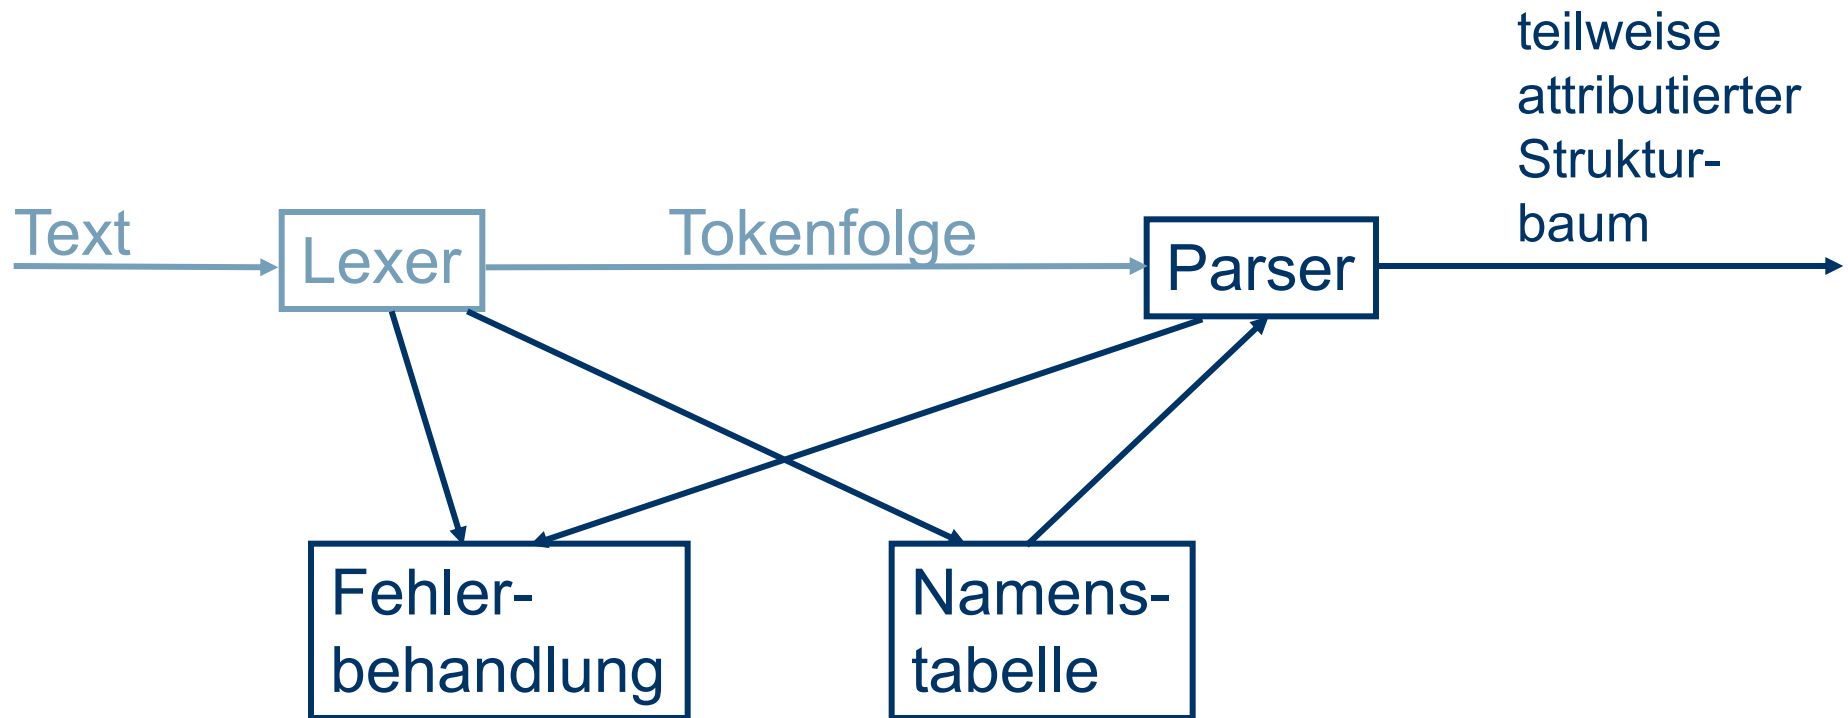 teilweise
attributierter
Struktur-
baum
Text
Lexer
Tokenfolge
Parser
Fehler-
behandlung
Namens-
tabelle